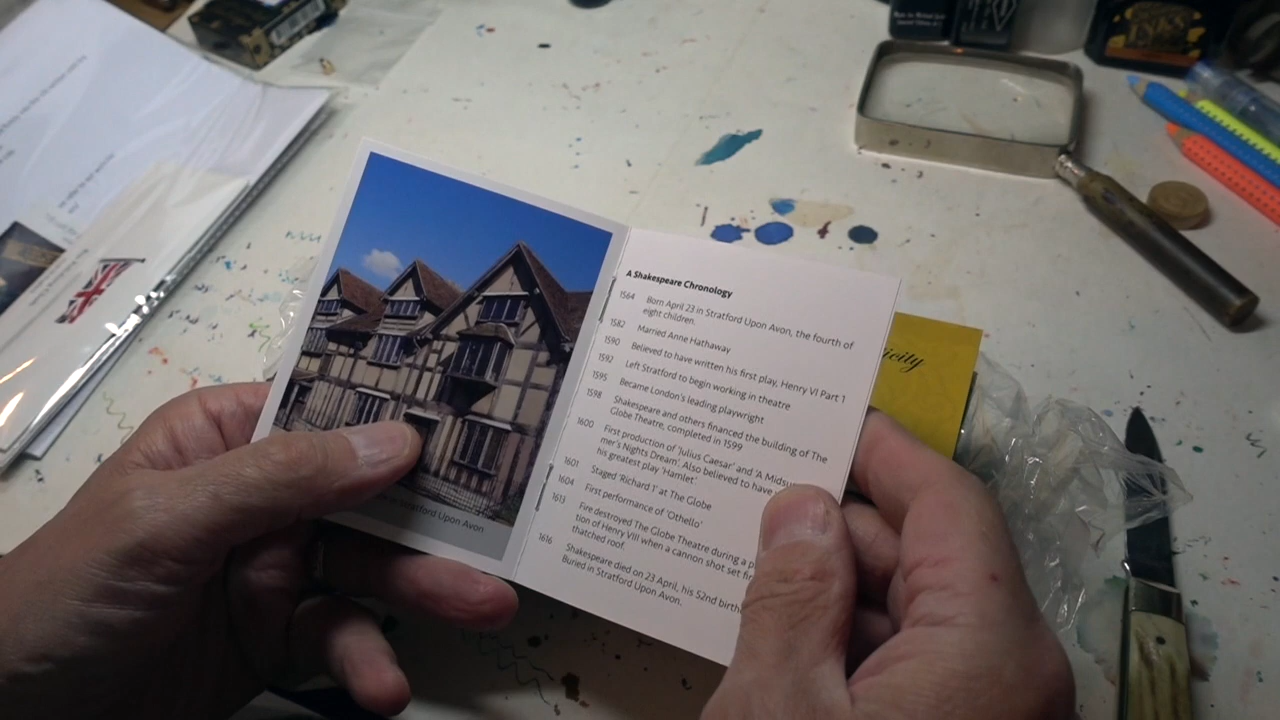 Stratford Upon Avon
A Shakespeare Chronology
1564 Born April 23 in Stratford Upon Avon, the fourth of
eight children.
1582 Married Anne Hathaway
1590 Believed to have written his first play, Henry VI Part 1
1592 Left Stratford to begin working in theatre
1595 Became London's leading playwright
1598 Shakespeare and others financed the building of The
Globe Theatre, completed in 1599
1600 First production of 'Julius Caesar' and 'A Midsum
mer's Nights Dream'. Also believed to have
his greatest play 'Hamlet'
1601 Staged 'Richard 1' at The Globe
1604 First performance of 'Othello'
1613 Fire destroyed The Globe Theatre during a p
tion of Henry VIII when a cannon shot set fir
thatched roof.
1616 Shakespeare died on 23 April, his 52nd birth
Buried in Stratford Upon Avon.